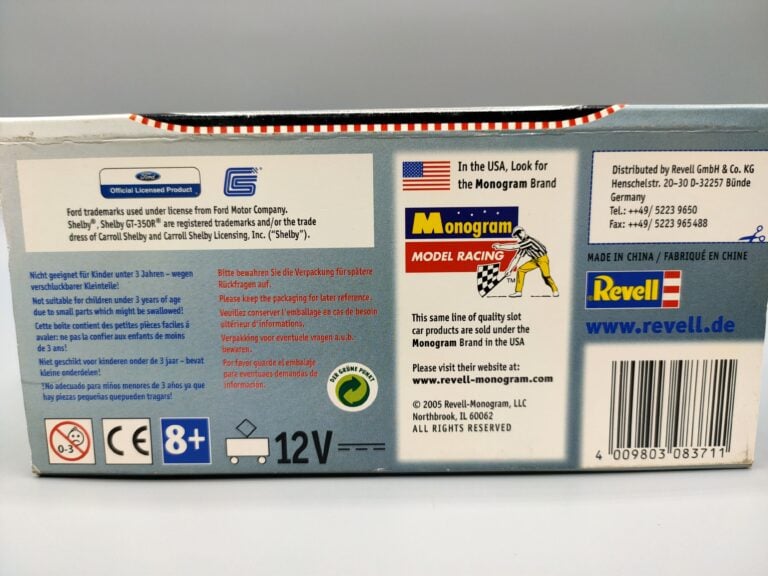 Ford
Official Licensed Product
Ford trademarks used under license from Ford Motor Company.
Shelby®, Shelby GT-350R® are registered trademarks and/or the trade
dress of Carroll Shelby and Carroll Shelby Licensing, Inc. ("Shelby").
Nicht geeignet für Kinder unter 3 Jahren – wegen
verschluckbarer Kleinteile!
Not suitable for children under 3 years of age
due to small parts which might be swallowed!
Cette boite contient des petites pièces faciles á
avaler: ne pa la confier aux enfants de moins
de 3 ans!
Niet geschikt voor kinderen onder de 3 jaar – bevat
kleine onderdelen!
!No adecuado para niños menores de 3 años ya que
hay piezas pequeñas quepueden tragars!
Bitte bewahren Sie die Verpackung für spätere
Rückfragen auf.
Please keep the packaging for later reference.
Veuillez conserver l'emballage en cas de besoin
ultérieur d'informations.
Verpakking voor eventuele vragen a.u.b.
bewaren.
Por favor guarde el embalaje
para eventuaes demandas de
información.
DER GRÜNE PUNKT
0-3
CE
8+
12V
In the USA, Look for
the Monogram Brand
Monogram
MODEL RACING
TM
This same line of quality slot
car products are sold under the
Monogram Brand in the USA
Please visit their website at:
www.revell-monogram.com
© 2005 Revell-Monogram, LLC
Northbrook, IL 60062
ALL RIGHTS RESERVED
Distributed by Revell GmbH & Co. KG
Henschelstr. 20-30 D-32257 Bünde
Germany
Tel.: ++49/ 5223 9650
Fax: ++49/ 5223 965 488
MADE IN CHINA / FABRIQUÉ EN CHINE
Revell
www.revell.de
4 009803 083711